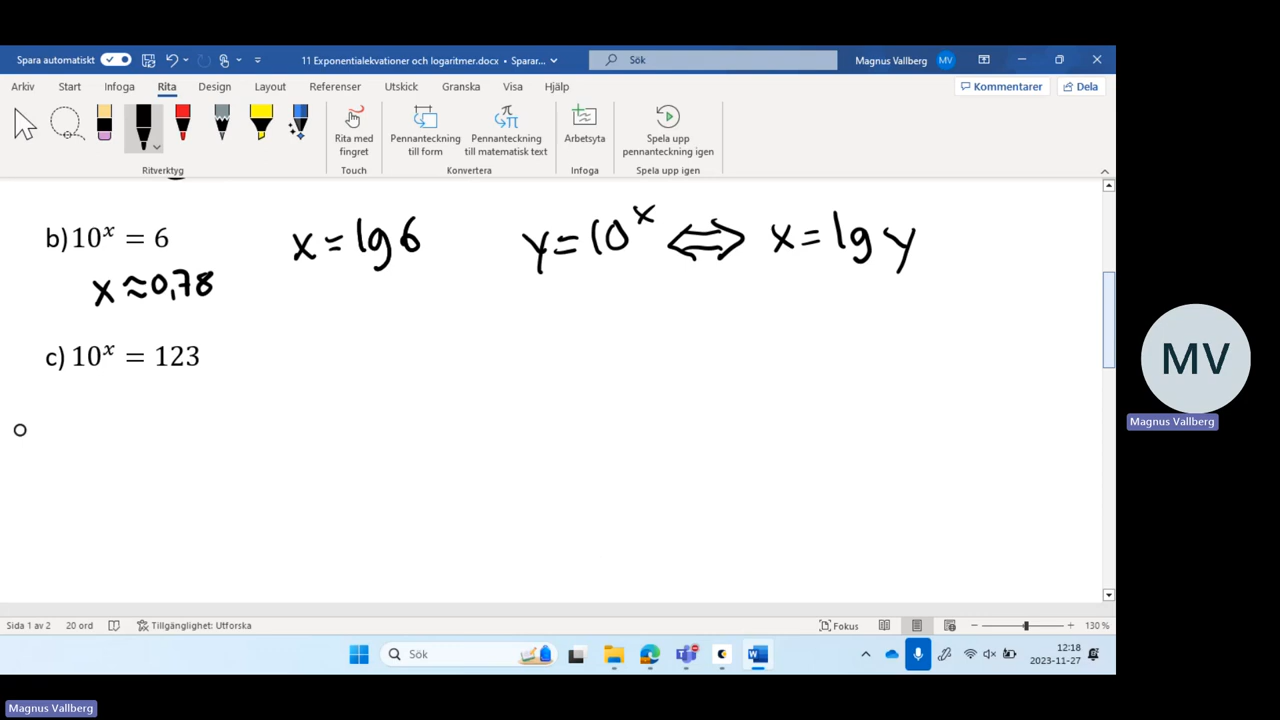 Spara automatiskt
11 Exponentialekvationer och logaritmer.docx • Sparar...
Sök
Magnus Vallberg
MV
Arkiv Start Infoga Rita Design Layout Referenser Utskick Granska Visa Hjälp
Kommentarer
Dela
Rita med fingret
Pennanteckning till form
Pennanteckning till matematisk text
Arbetsyta
Spela upp pennanteckning igen
Ritverktyg
Touch
Konvertera
Infoga
Spela upp igen
b) 10^x = 6
x = lg 6
y = 10^x ⇔ x = lg y
x ≈ 0,78
c) 10^x = 123
MV
Magnus Vallberg
Sida 1 av 2
20 ord
Tillgänglighet: Utforska
Fokus
130 %
Sök
12:18
2023-11-27
Magnus Vallberg